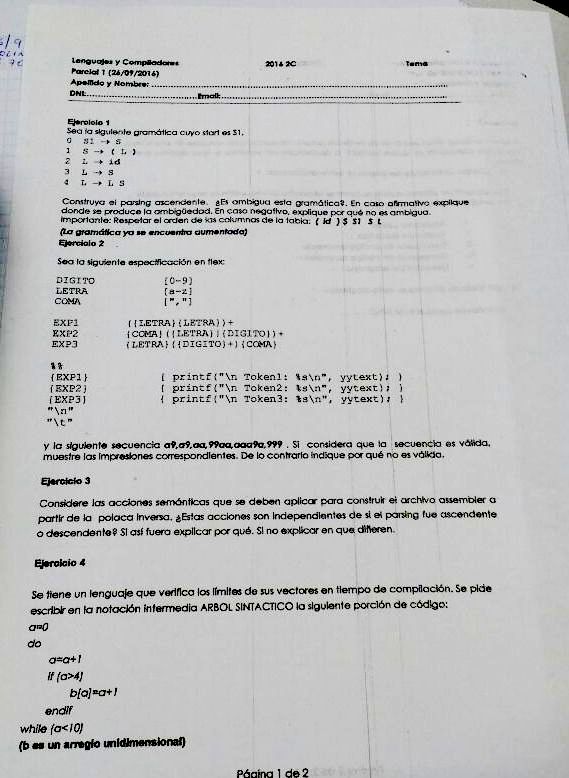 Lenguajes y Compiladores 2016 2C Tema
Parcial 1 (26/09/2016)
Apellido y Nombre:
DNI: Email:
Ejercicio 1
Sea la siguiente gramática cuyo start es S1.
0 S1 → S
1 S → ( L )
2 L → id
3 L → S
4 L → L S
Construya el parsing ascendente. ¿Es ambigua esta gramática?. En caso afirmativo explique
donde se produce la ambigüedad. En caso negativo, explique por qué no es ambigua.
Importante: Respetar el orden de las columnas de la tabla: ( id ) $ S1 S L
(La gramática ya se encuentra aumentada)
Ejercicio 2
Sea la siguiente especificación en flex:
DIGITO [0-9]
LETRA [a-z]
COMA [","]
EXP1 ({LETRA}{LETRA})+
EXP2 {COMA}({LETRA}|{DIGITO})+
EXP3 {LETRA}({DIGITO}+){COMA}
%%
{EXP1} { printf("\n Token1: %s\n", yytext); }
{EXP2} { printf("\n Token2: %s\n", yytext); }
{EXP3} { printf("\n Token3: %s\n", yytext); }
"\n"
"\t"
y la siguiente secuencia a9,a9,aa,99aa,aaa9a,999 . Si considera que la secuencia es válida,
muestre las impresiones correspondientes. De lo contrario indique por qué no es válida.
Ejercicio 3
Considere las acciones semánticas que se deben aplicar para construir el archivo assembler a
partir de la polaca inversa. ¿Estas acciones son independientes de si el parsing fue ascendente
o descendente? Si así fuera explicar por qué. Si no explicar en que difieren.
Ejercicio 4
Se tiene un lenguaje que verifica los límites de sus vectores en tiempo de compilación. Se pide
escribir en la notación intermedia ARBOL SINTACTICO la siguiente porción de código:
a=0
do
a=a+1
if (a>4)
b[a]=a+1
endif
while (a<10)
(b es un arreglo unidimensional)
Página 1 de 2